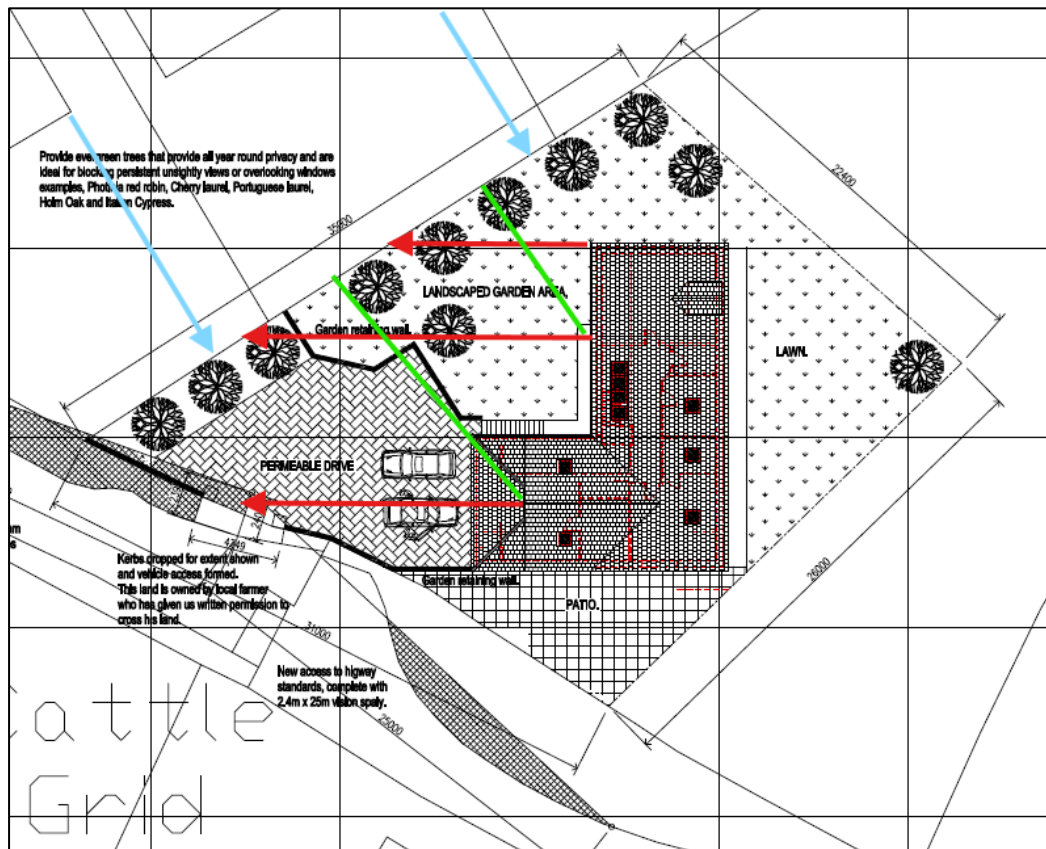 Provide evergreen trees that provide all year round privacy and are
ideal for blocking persistent unsightly views or overlooking windows
examples, Photinia red robin, Cherry laurel, Portuguese laurel,
Holm Oak and Italian Cypress.
35800
22400
LANDSCAPED GARDEN AREA.
Garden retaining wall.
LAWN.
PERMEABLE DRIVE
4249
Kerbs dropped for extent shown
and vehicle access formed.
This land is owned by local farmer
who has given us written permission to
cross his land.
Garden retaining wall.
PATIO.
26000
31000
New access to higway
standards, complete with
2.4m x 25m vision spaly.
25000
attle
Grid